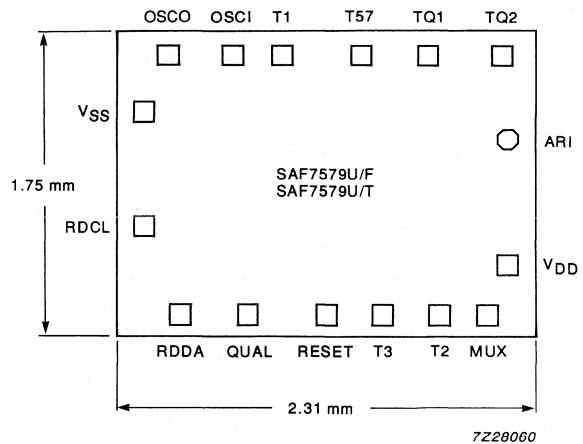 OSCO OSCI T1 T57 TQ1 TQ2
VSS
ARI
SAF7579U/F
SAF7579U/T
1.75 mm
RDCL
VDD
RDDA QUAL RESET T3 T2 MUX
2.31 mm
7Z28060